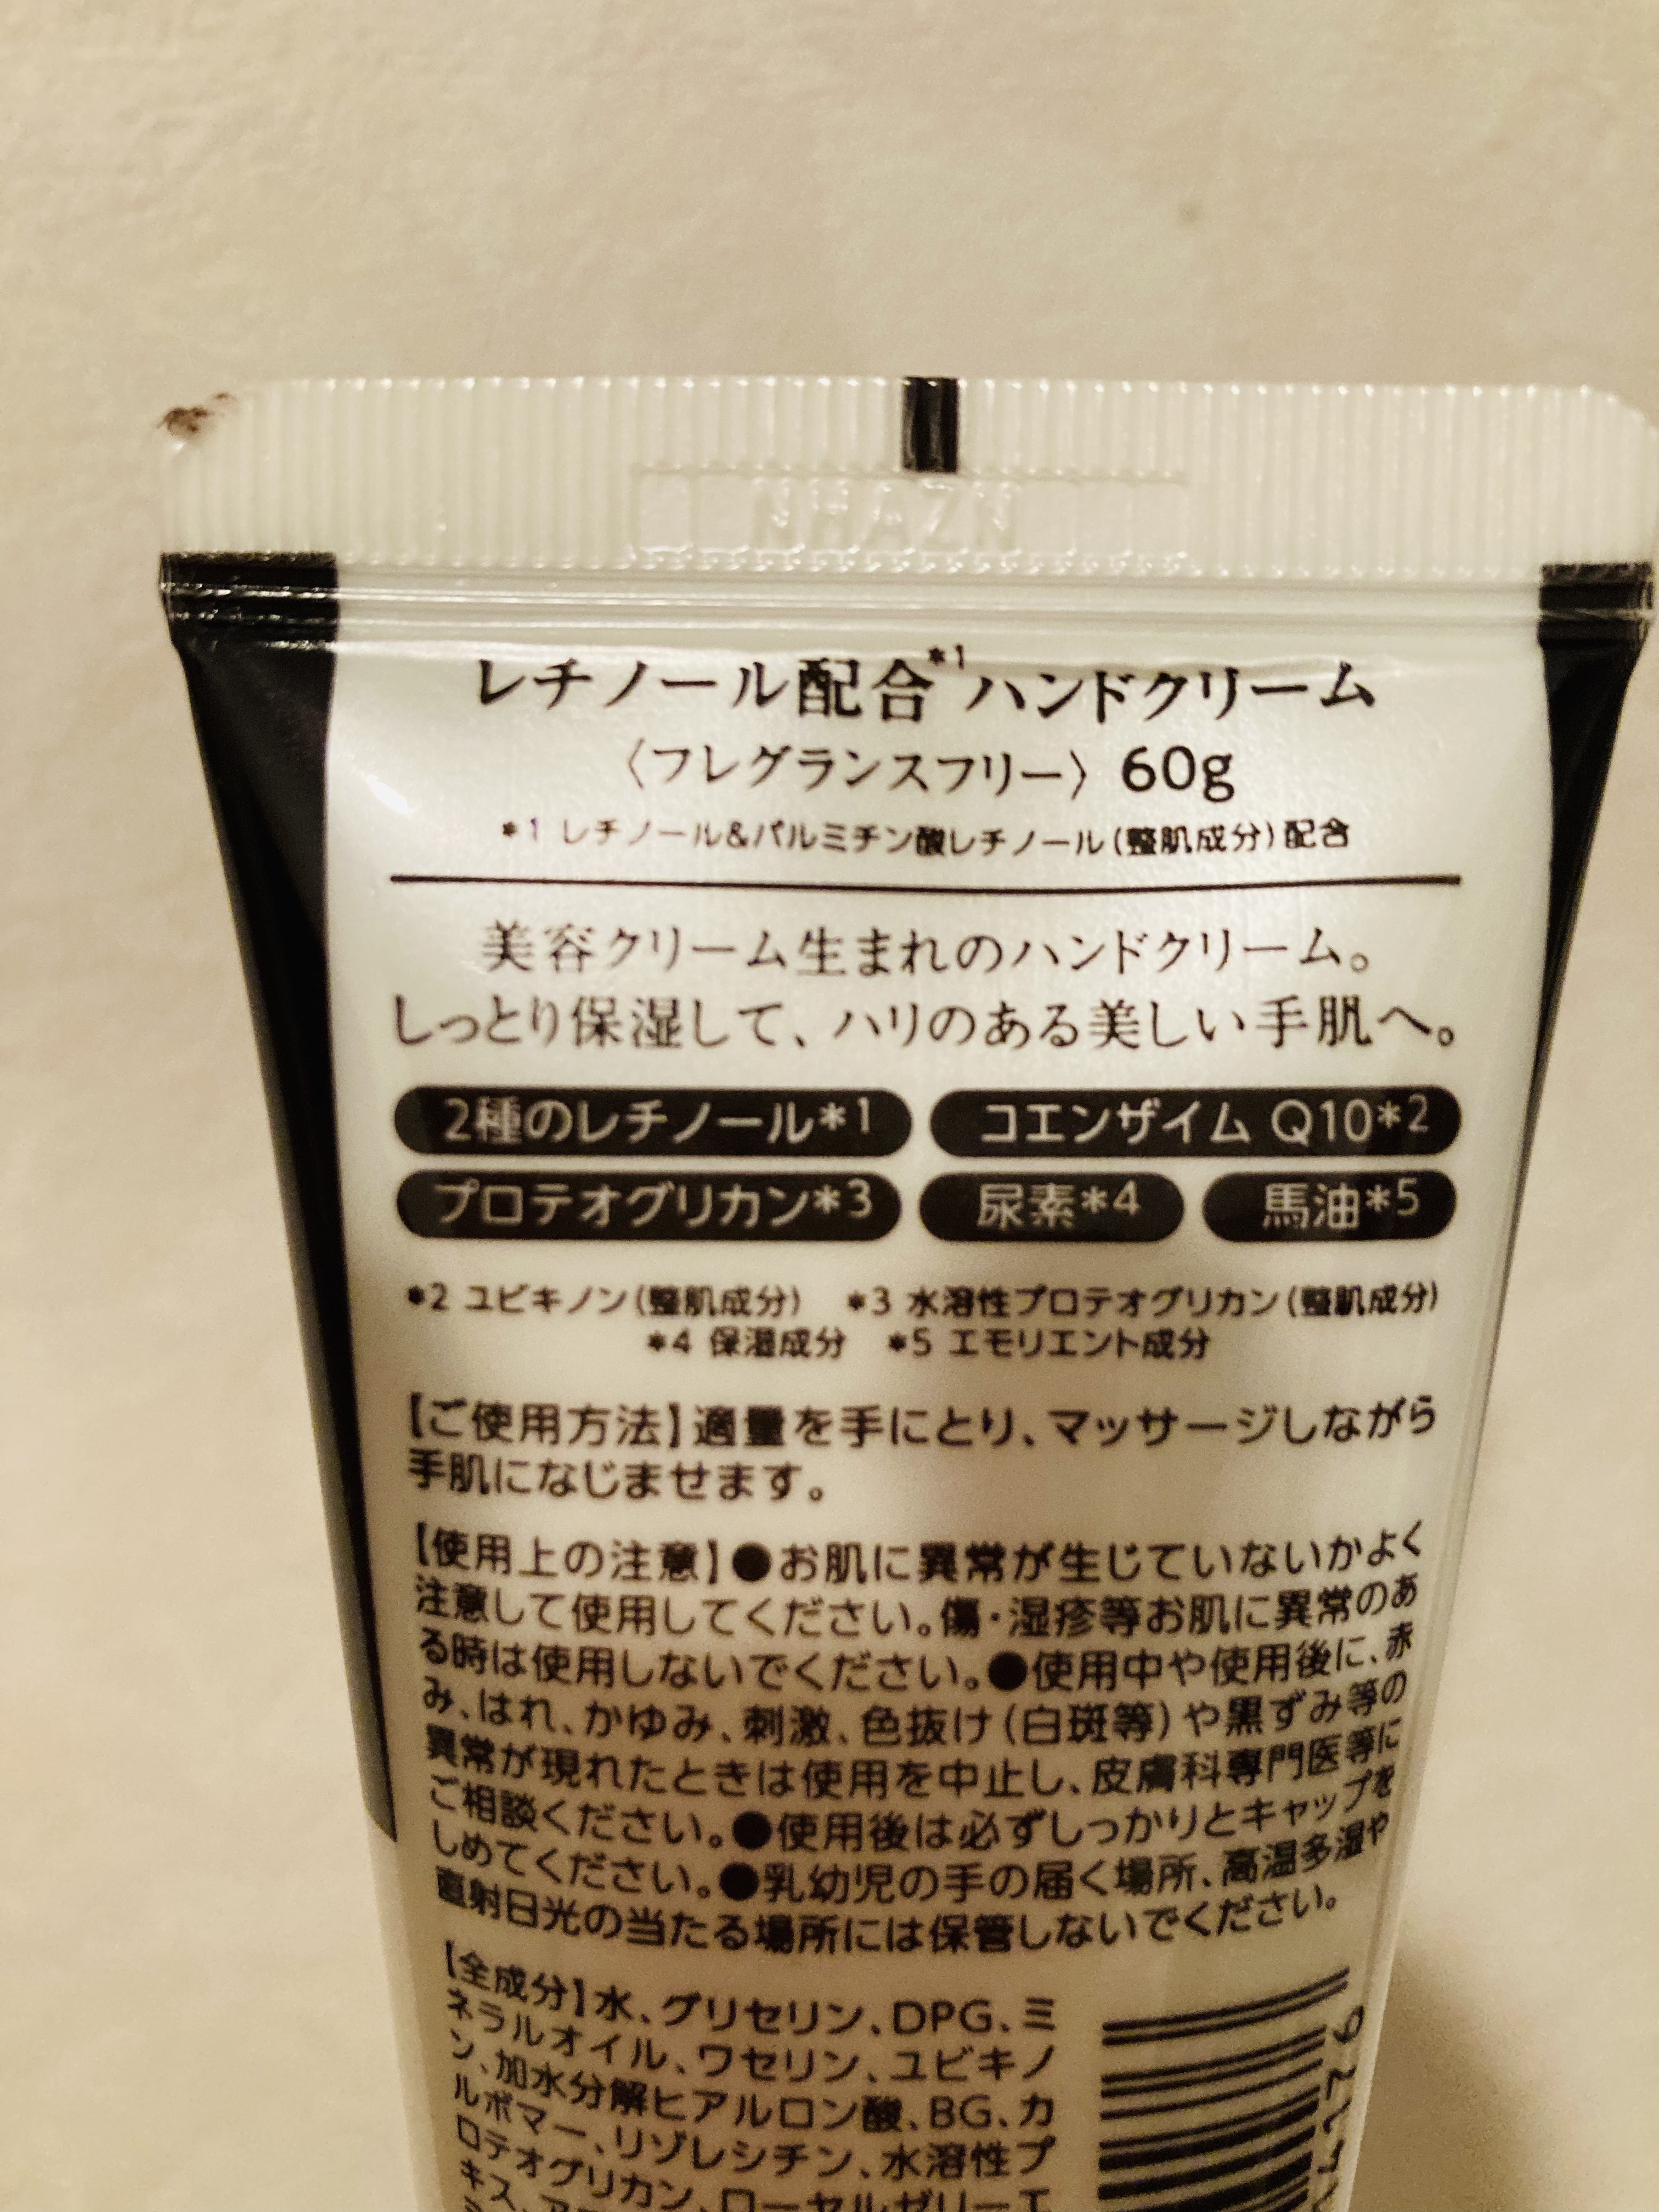 NHAZN
レチノール配合*1ハンドクリーム
〈フレグランスフリー〉 60g
*1 レチノール&パルミチン酸レチノール(整肌成分)配合
美容クリーム生まれのハンドクリーム。
しっとり保湿して、ハリのある美しい手肌へ。
2種のレチノール*1 コエンザイム Q10*2
プロテオグリカン*3 尿素*4 馬油*5
*2 ユビキノン(整肌成分) *3 水溶性プロテオグリカン(整肌成分)
*4 保湿成分 *5 エモリエント成分
【ご使用方法】適量を手にとり、マッサージしながら
手肌になじませます。
【使用上の注意】●お肌に異常が生じていないかよく
注意して使用してください。傷・湿疹等お肌に異常のあ
る時は使用しないでください。●使用中や使用後に、赤
み、はれ、かゆみ、刺激、色抜け(白斑等)や黒ずみ等の
異常が現れたときは使用を中止し、皮膚科専門医等に
ご相談ください。●使用後は必ずしっかりとキャップを
しめてください。●乳幼児の手の届く場所、高温多湿や
直射日光の当たる場所には保管しないでください。
【全成分】水、グリセリン、DPG、ミ
ネラルオイル、ワセリン、ユビキノ
ン、加水分解ヒアルロン酸、BG、カ
ルボマー、リゾレシチン、水溶性プ
ロテオグリカン、ローヤルゼリーエ
キス、